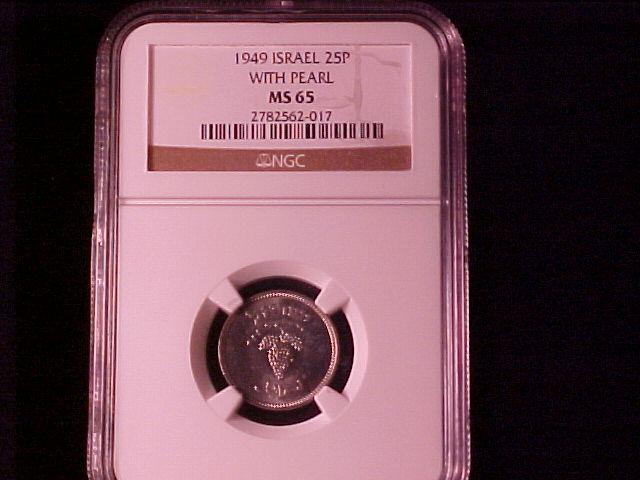 1949 ISRAEL 25P
WITH PEARL
MS 65
2782562-017
NGC